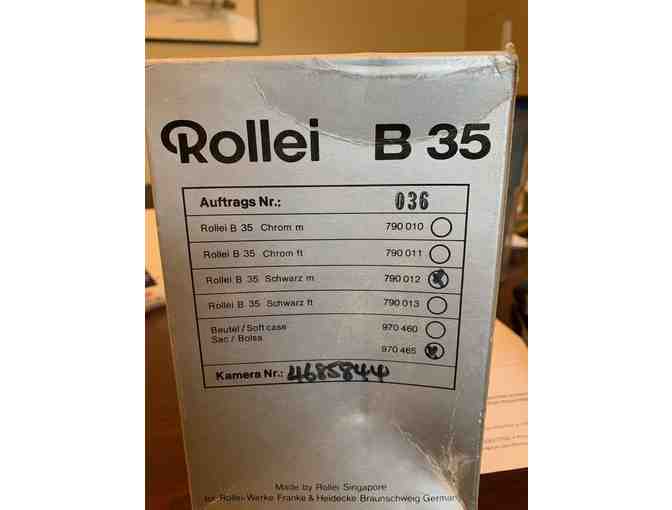 Rollei B 35
Auftrags Nr.: 036
Rollei B 35 Chrom m 790 010
Rollei B 35 Chrom ft 790 011
Rollei B 35 Schwarz m 790 012
Rollei B 35 Schwarz ft 790 013
Beutel/Soft case 970 460
Sac/Bolsa
970 465
Kamera Nr.: 4685844
Made by Rollei Singapore
for Rollei-Werke Franke & Heidecke Braunschweig German